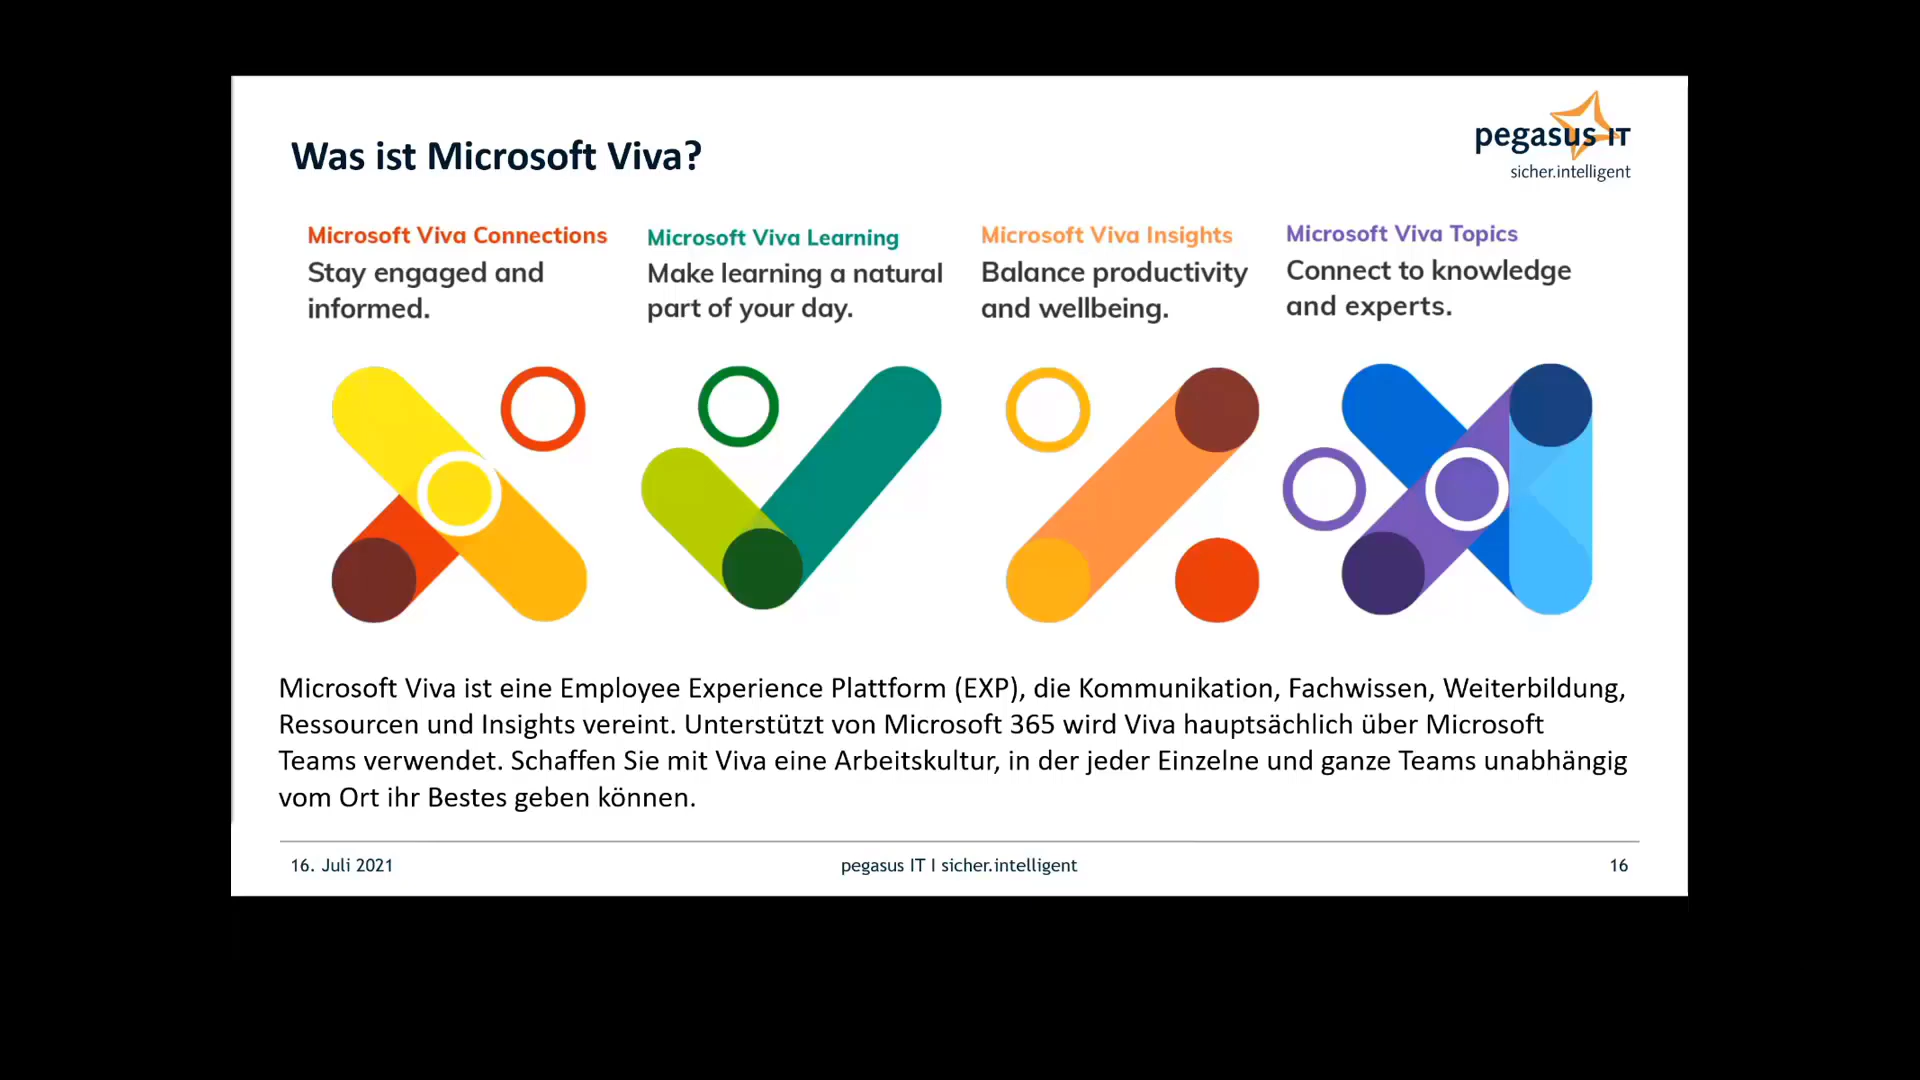 Was ist Microsoft Viva?
pegasus IT
sicher.intelligent
Microsoft Viva Connections
Stay engaged and
informed.
Microsoft Viva Learning
Make learning a natural
part of your day.
Microsoft Viva Insights
Balance productivity
and wellbeing.
Microsoft Viva Topics
Connect to knowledge
and experts.
Microsoft Viva ist eine Employee Experience Plattform (EXP), die Kommunikation, Fachwissen, Weiterbildung,
Ressourcen und Insights vereint. Unterstützt von Microsoft 365 wird Viva hauptsächlich über Microsoft
Teams verwendet. Schaffen Sie mit Viva eine Arbeitskultur, in der jeder Einzelne und ganze Teams unabhängig
vom Ort ihr Bestes geben können.
16. Juli 2021
pegasus IT I sicher.intelligent
16